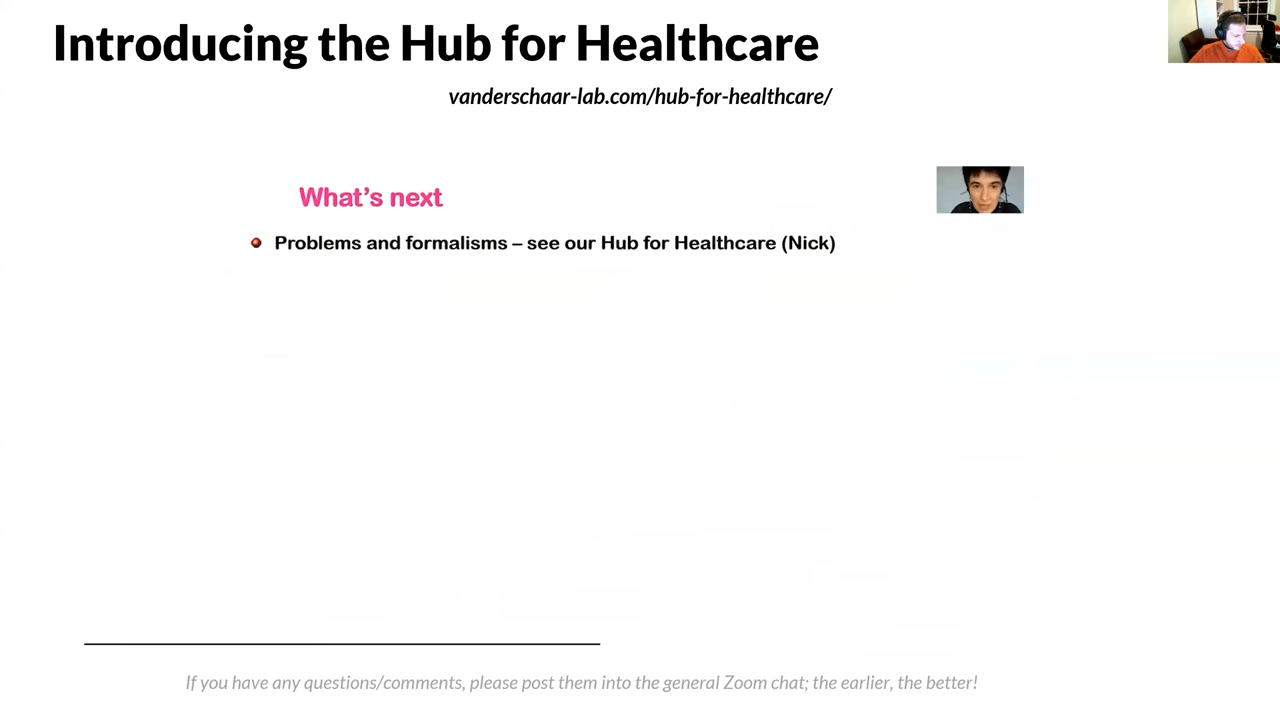 Introducing the Hub for Healthcare
vanderschaar-lab.com/hub-for-healthcare/
What's next
Problems and formalisms – see our Hub for Healthcare (Nick)
If you have any questions/comments, please post them into the general Zoom chat; the earlier, the better!